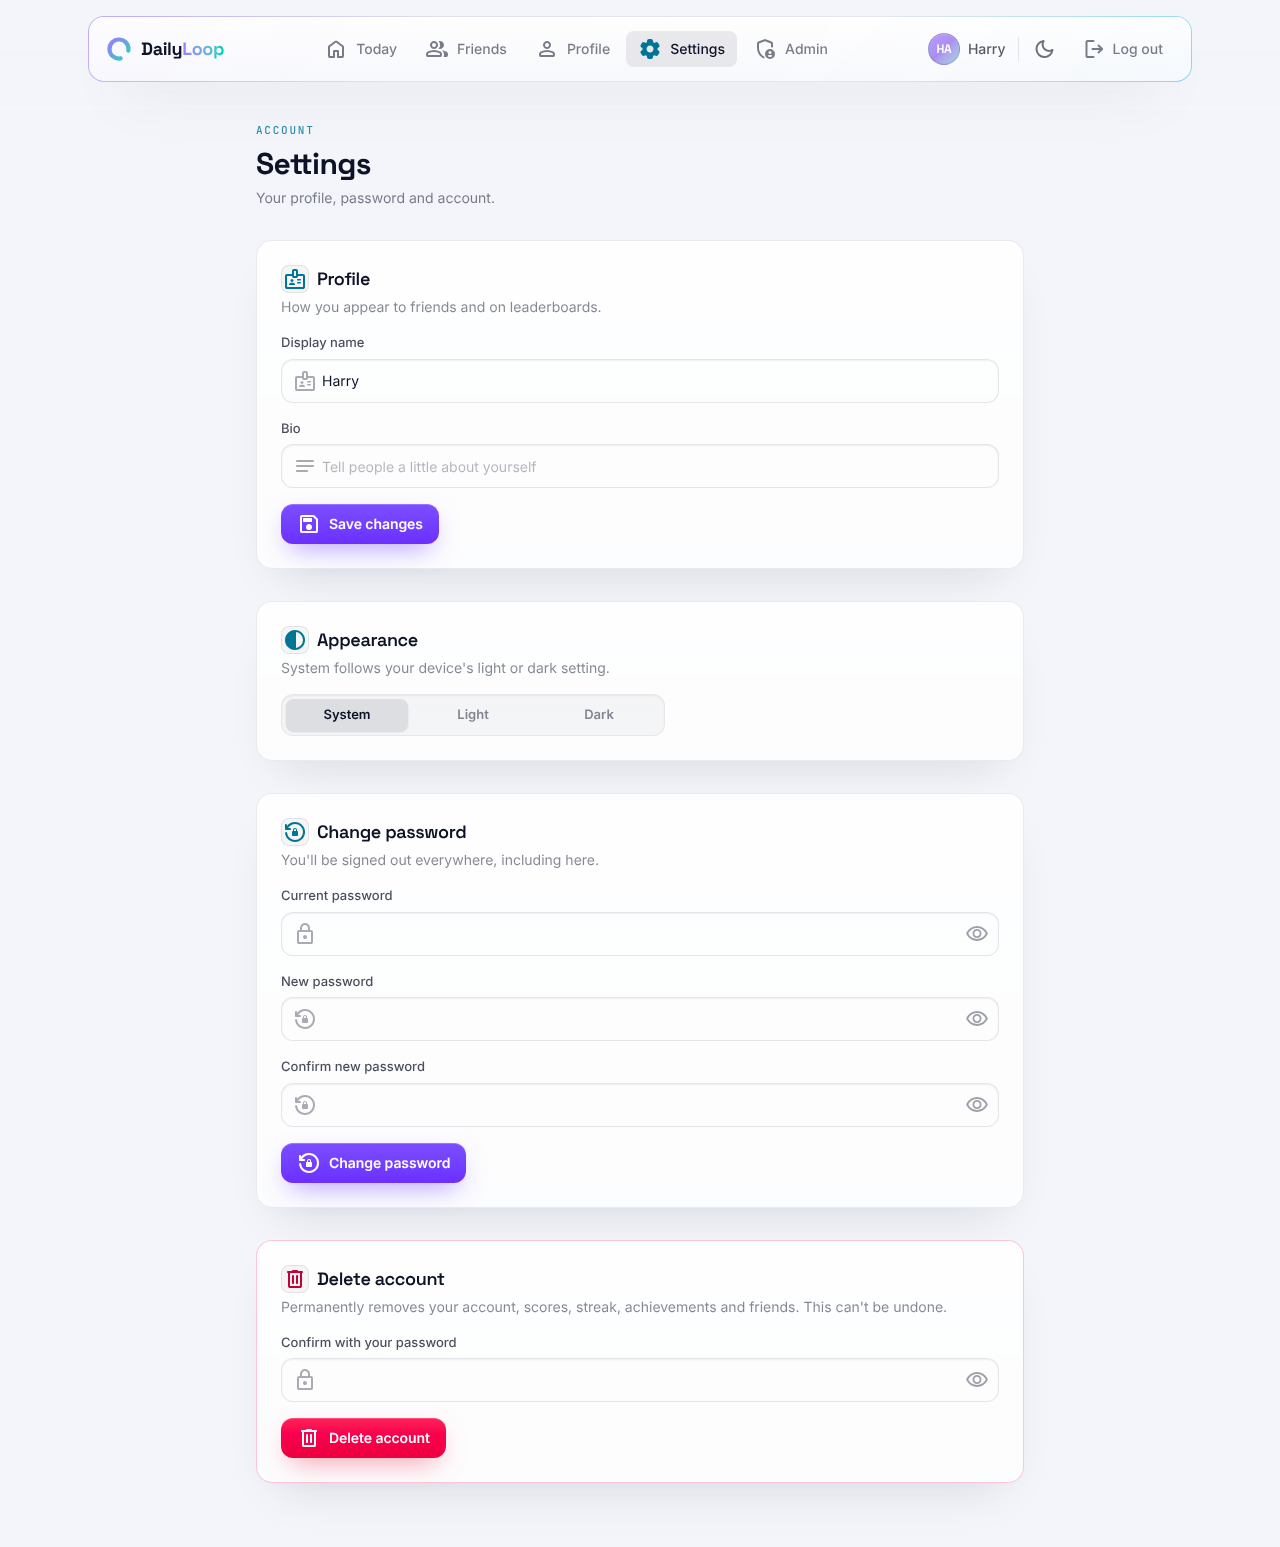 DailyLoop
Today
Friends
Profile
Settings
Admin
HA
Harry
Log out
ACCOUNT
Settings
Your profile, password and account.
Profile
How you appear to friends and on leaderboards.
Display name
Harry
Bio
Tell people a little about yourself
Save changes
Appearance
System follows your device's light or dark setting.
System
Light
Dark
Change password
You'll be signed out everywhere, including here.
Current password
New password
Confirm new password
Change password
Delete account
Permanently removes your account, scores, streak, achievements and friends. This can't be undone.
Confirm with your password
Delete account